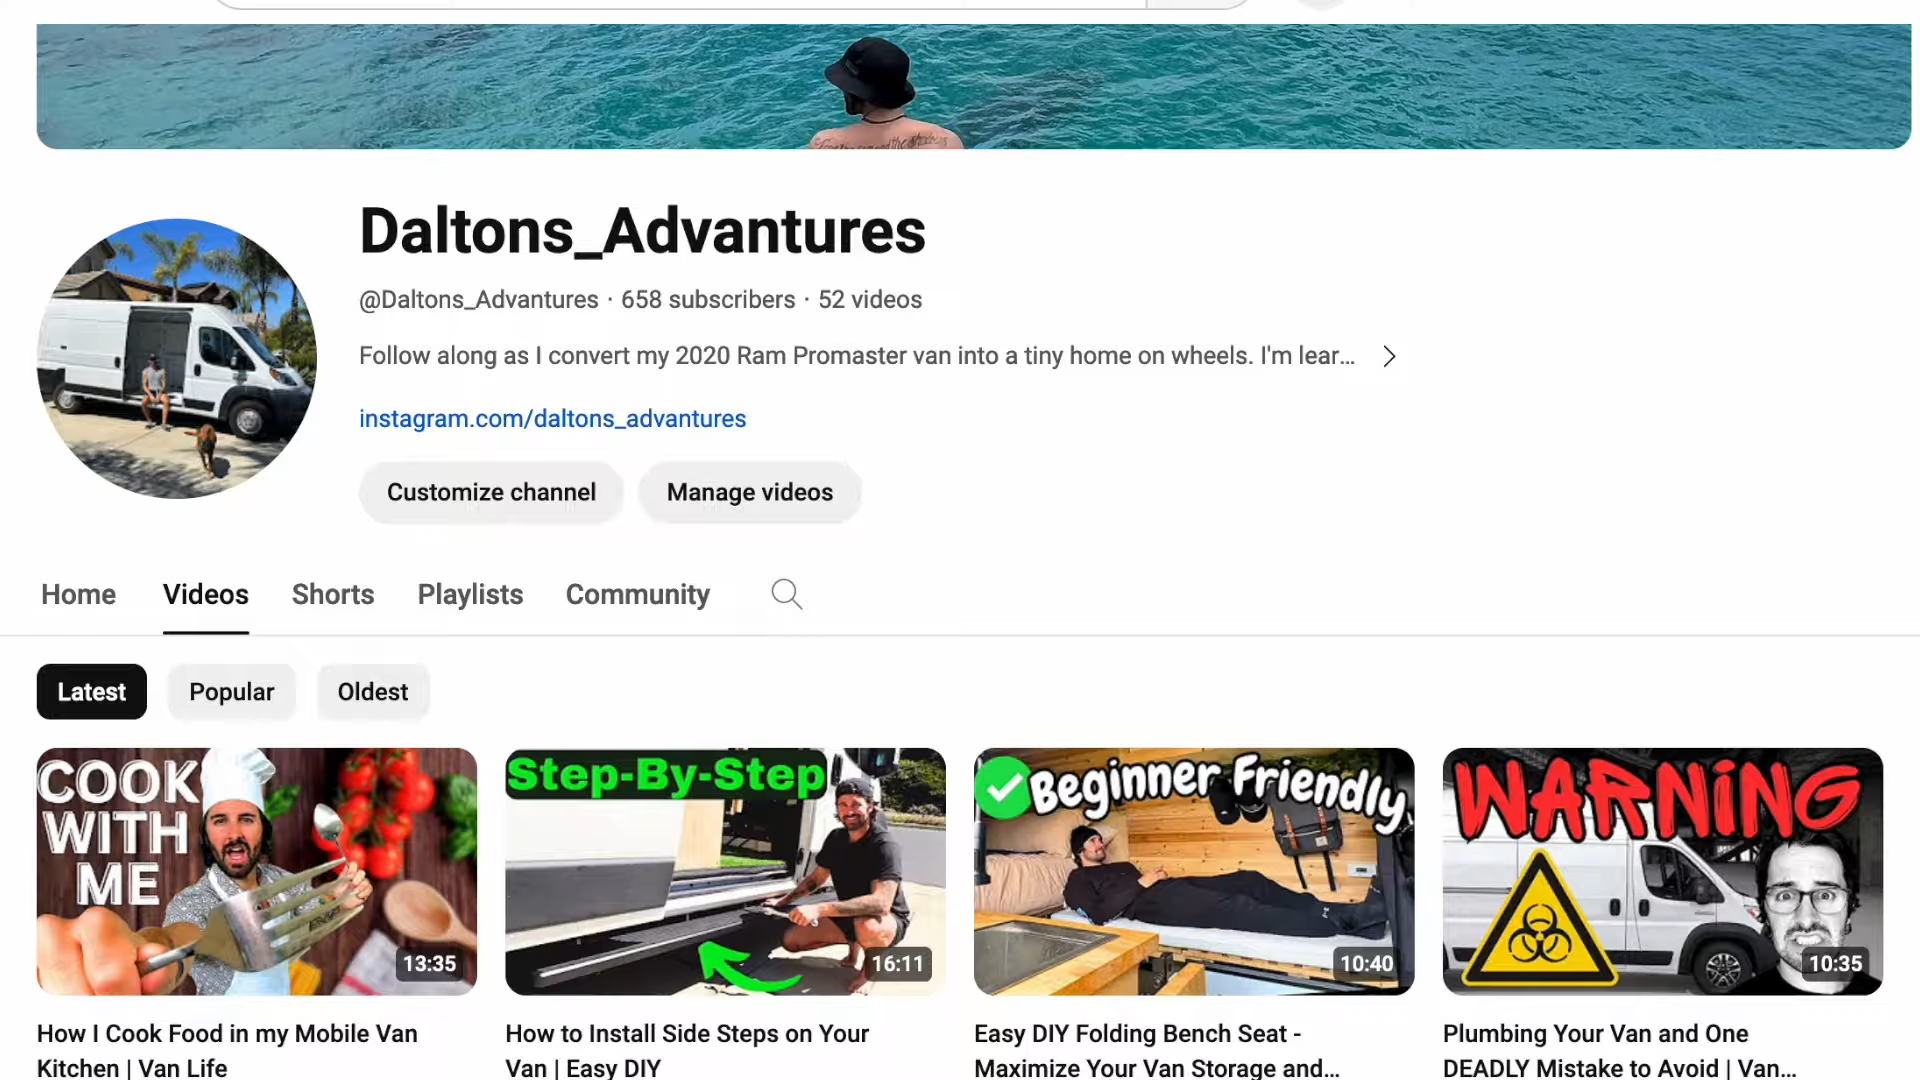 Daltons_Advantures
@Daltons_Advantures · 658 subscribers · 52 videos
Follow along as I convert my 2020 Ram Promaster van into a tiny home on wheels. I'm lear...
instagram.com/daltons_advantures
Customize channel
Manage videos
Home
Videos
Shorts
Playlists
Community
Latest
Popular
Oldest
COOK
WITH
ME
13:35
Step-By-Step
16:11
Beginner Friendly
10:40
WARNING
10:35
How I Cook Food in my Mobile Van
Kitchen | Van Life
How to Install Side Steps on Your
Van | Easy DIY
Easy DIY Folding Bench Seat -
Maximize Your Van Storage and...
Plumbing Your Van and One
DEADLY Mistake to Avoid | Van...